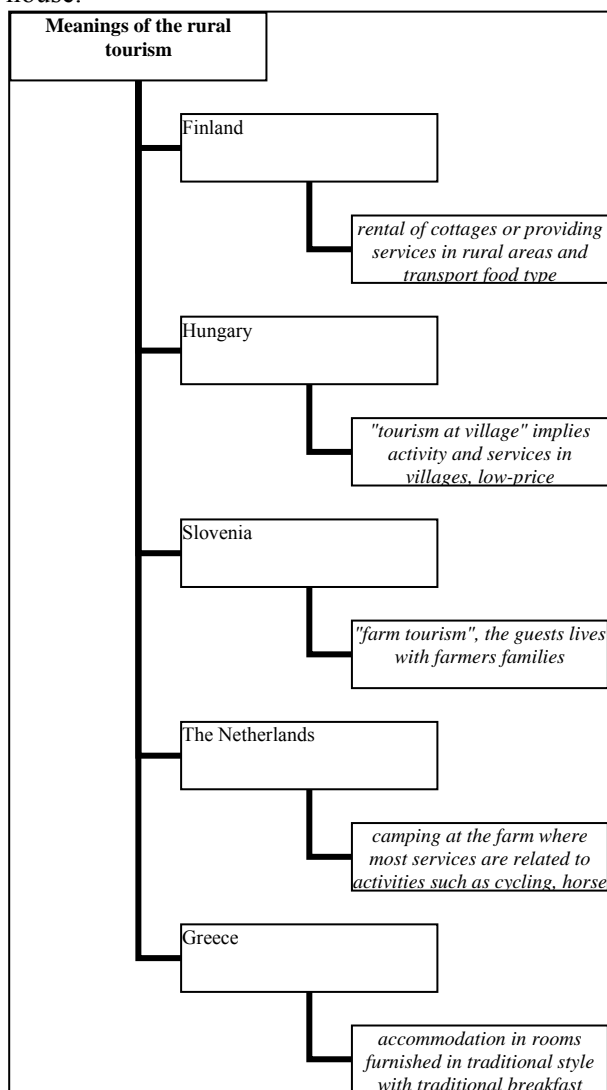 house.
Meanings of the rural
tourism
Finland
rental of cottages or providing
services in rural areas and
transport food type
Hungary
"tourism at village" implies
activity and services in
villages, low-price
Slovenia
"farm tourism", the guests lives
with farmers families
The Netherlands
camping at the farm where
most services are related to
activities such as cycling, horse
Greece
accommodation in rooms
furnished in traditional style
with traditional breakfast